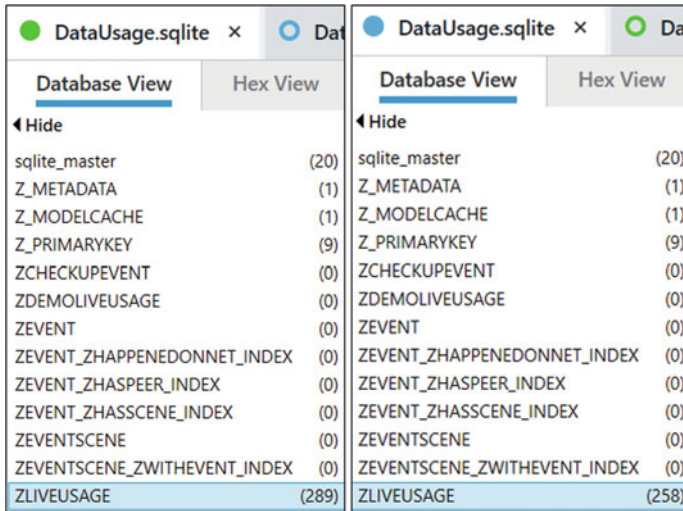 DataUsage.sqlite × Dat
Database View Hex View
Hide
sqlite_master (20)
Z_METADATA (1)
Z_MODELCACHE (1)
Z_PRIMARYKEY (9)
ZCHECKUPEVENT (0)
ZDEMOLIVEUSAGE (0)
ZEVENT (0)
ZEVENT_ZHAPPENEDONNET_INDEX (0)
ZEVENT_ZHASPEER_INDEX (0)
ZEVENT_ZHASSCENE_INDEX (0)
ZEVENTSCENE (0)
ZEVENTSCENE_ZWITHEVENT_INDEX (0)
ZLIVEUSAGE (289)
DataUsage.sqlite × Da
Database View Hex View
Hide
sqlite_master (20)
Z_METADATA (1)
Z_MODELCACHE (1)
Z_PRIMARYKEY (9)
ZCHECKUPEVENT (0)
ZDEMOLIVEUSAGE (0)
ZEVENT (0)
ZEVENT_ZHAPPENEDONNET_INDEX (0)
ZEVENT_ZHASPEER_INDEX (0)
ZEVENT_ZHASSCENE_INDEX (0)
ZEVENTSCENE (0)
ZEVENTSCENE_ZWITHEVENT_INDEX (0)
ZLIVEUSAGE (258)